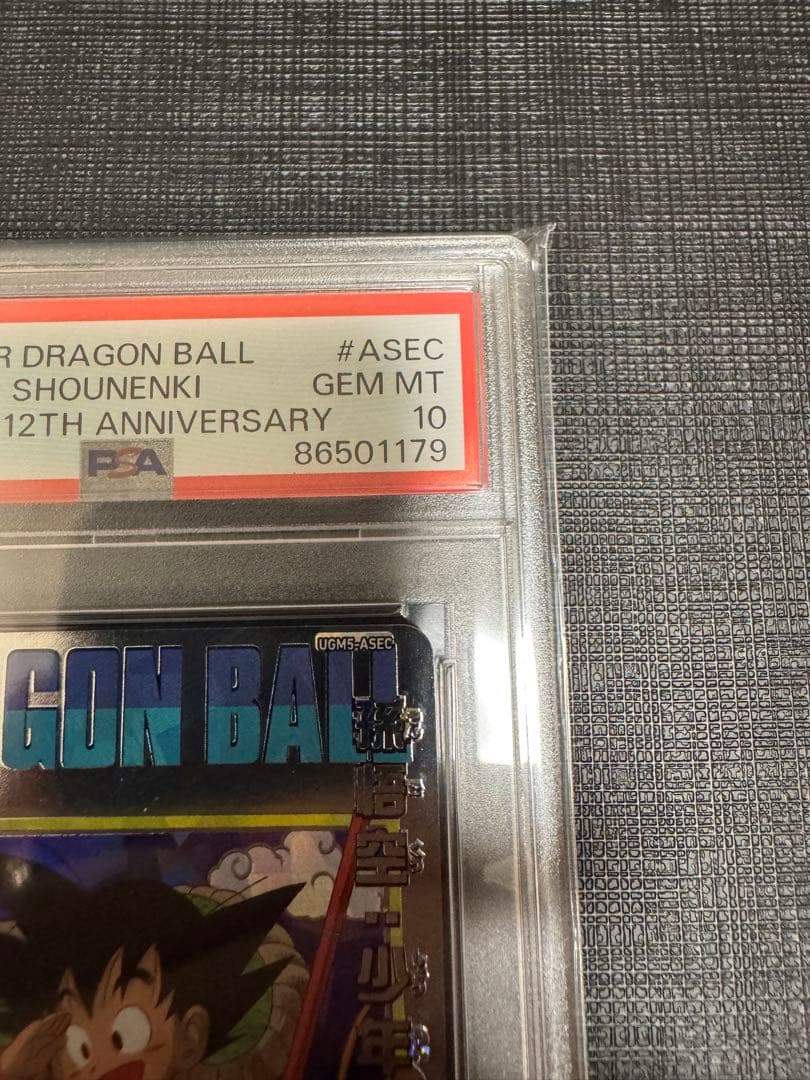 R DRAGON BALL #ASEC
SHOUNENKI GEM MT
12TH ANNIVERSARY 10
PSA 86501179
UGM5-ASEC
GON BALL
孫悟空:少年